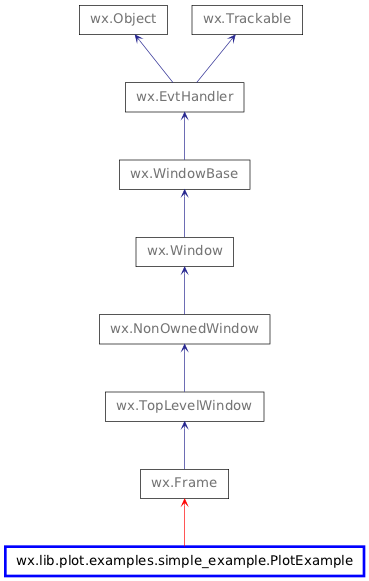 wx.Object
wx.Trackable
wx.EvtHandler
wx.WindowBase
wx.Window
wx.NonOwnedWindow
wx.TopLevelWindow
wx.Frame
wx.lib.plot.examples.simple_example.PlotExample